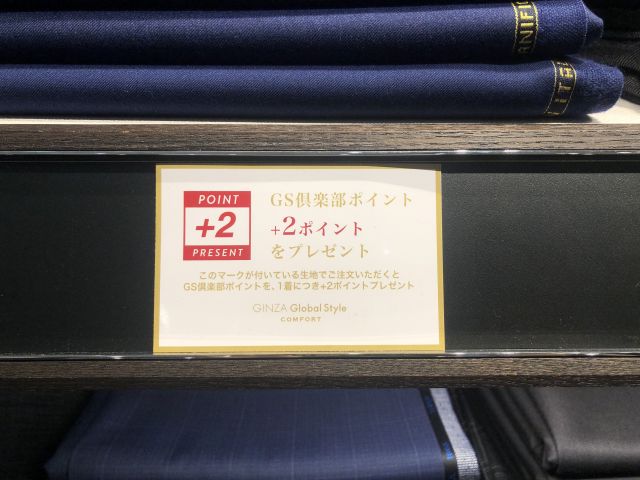 POINT
+2
PRESENT
GS倶楽部ポイント
+2ポイント
をプレゼント
このマークが付いている生地でご注文いただくと
GS倶楽部ポイントを、1着につき+2ポイントプレゼント
GINZA Global Style
COMFORT